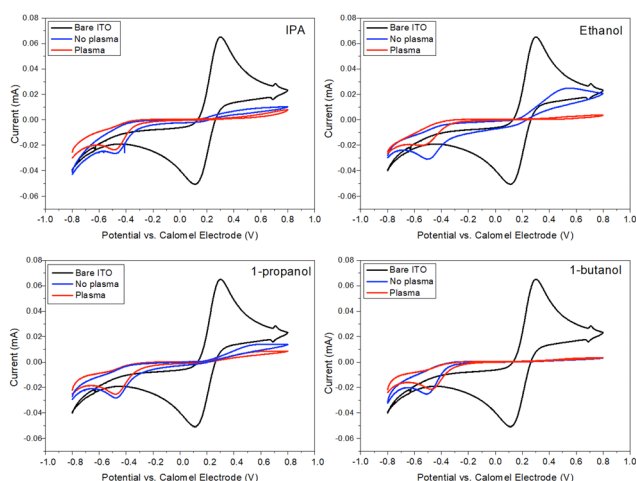 IPA
Bare ITO
No plasma
Plasma
Current (mA)
0.08
0.06
0.04
0.02
0.00
-0.02
-0.04
-0.06
-1.0 -0.8 -0.6 -0.4 -0.2 0.0 0.2 0.4 0.6 0.8 1.0
Potential vs. Calomel Electrode (V)
Ethanol
Bare ITO
No plasma
Plasma
Current (mA)
0.08
0.06
0.04
0.02
0.00
-0.02
-0.04
-0.06
-1.0 -0.8 -0.6 -0.4 -0.2 0.0 0.2 0.4 0.6 0.8 1.0
Potential vs. Calomel Electrode (V)
1-propanol
Bare ITO
No plasma
Plasma
Current (mA)
0.08
0.06
0.04
0.02
0.00
-0.02
-0.04
-0.06
-1.0 -0.8 -0.6 -0.4 -0.2 0.0 0.2 0.4 0.6 0.8 1.0
Potential vs. Calomel Electrode (V)
1-butanol
Bare ITO
No plasma
Plasma
Current (mA/)
0.08
0.06
0.04
0.02
0.00
-0.02
-0.04
-0.06
-1.0 -0.8 -0.6 -0.4 -0.2 0.0 0.2 0.4 0.6 0.8 1.0
Potential vs. Calomel Electrode (V)